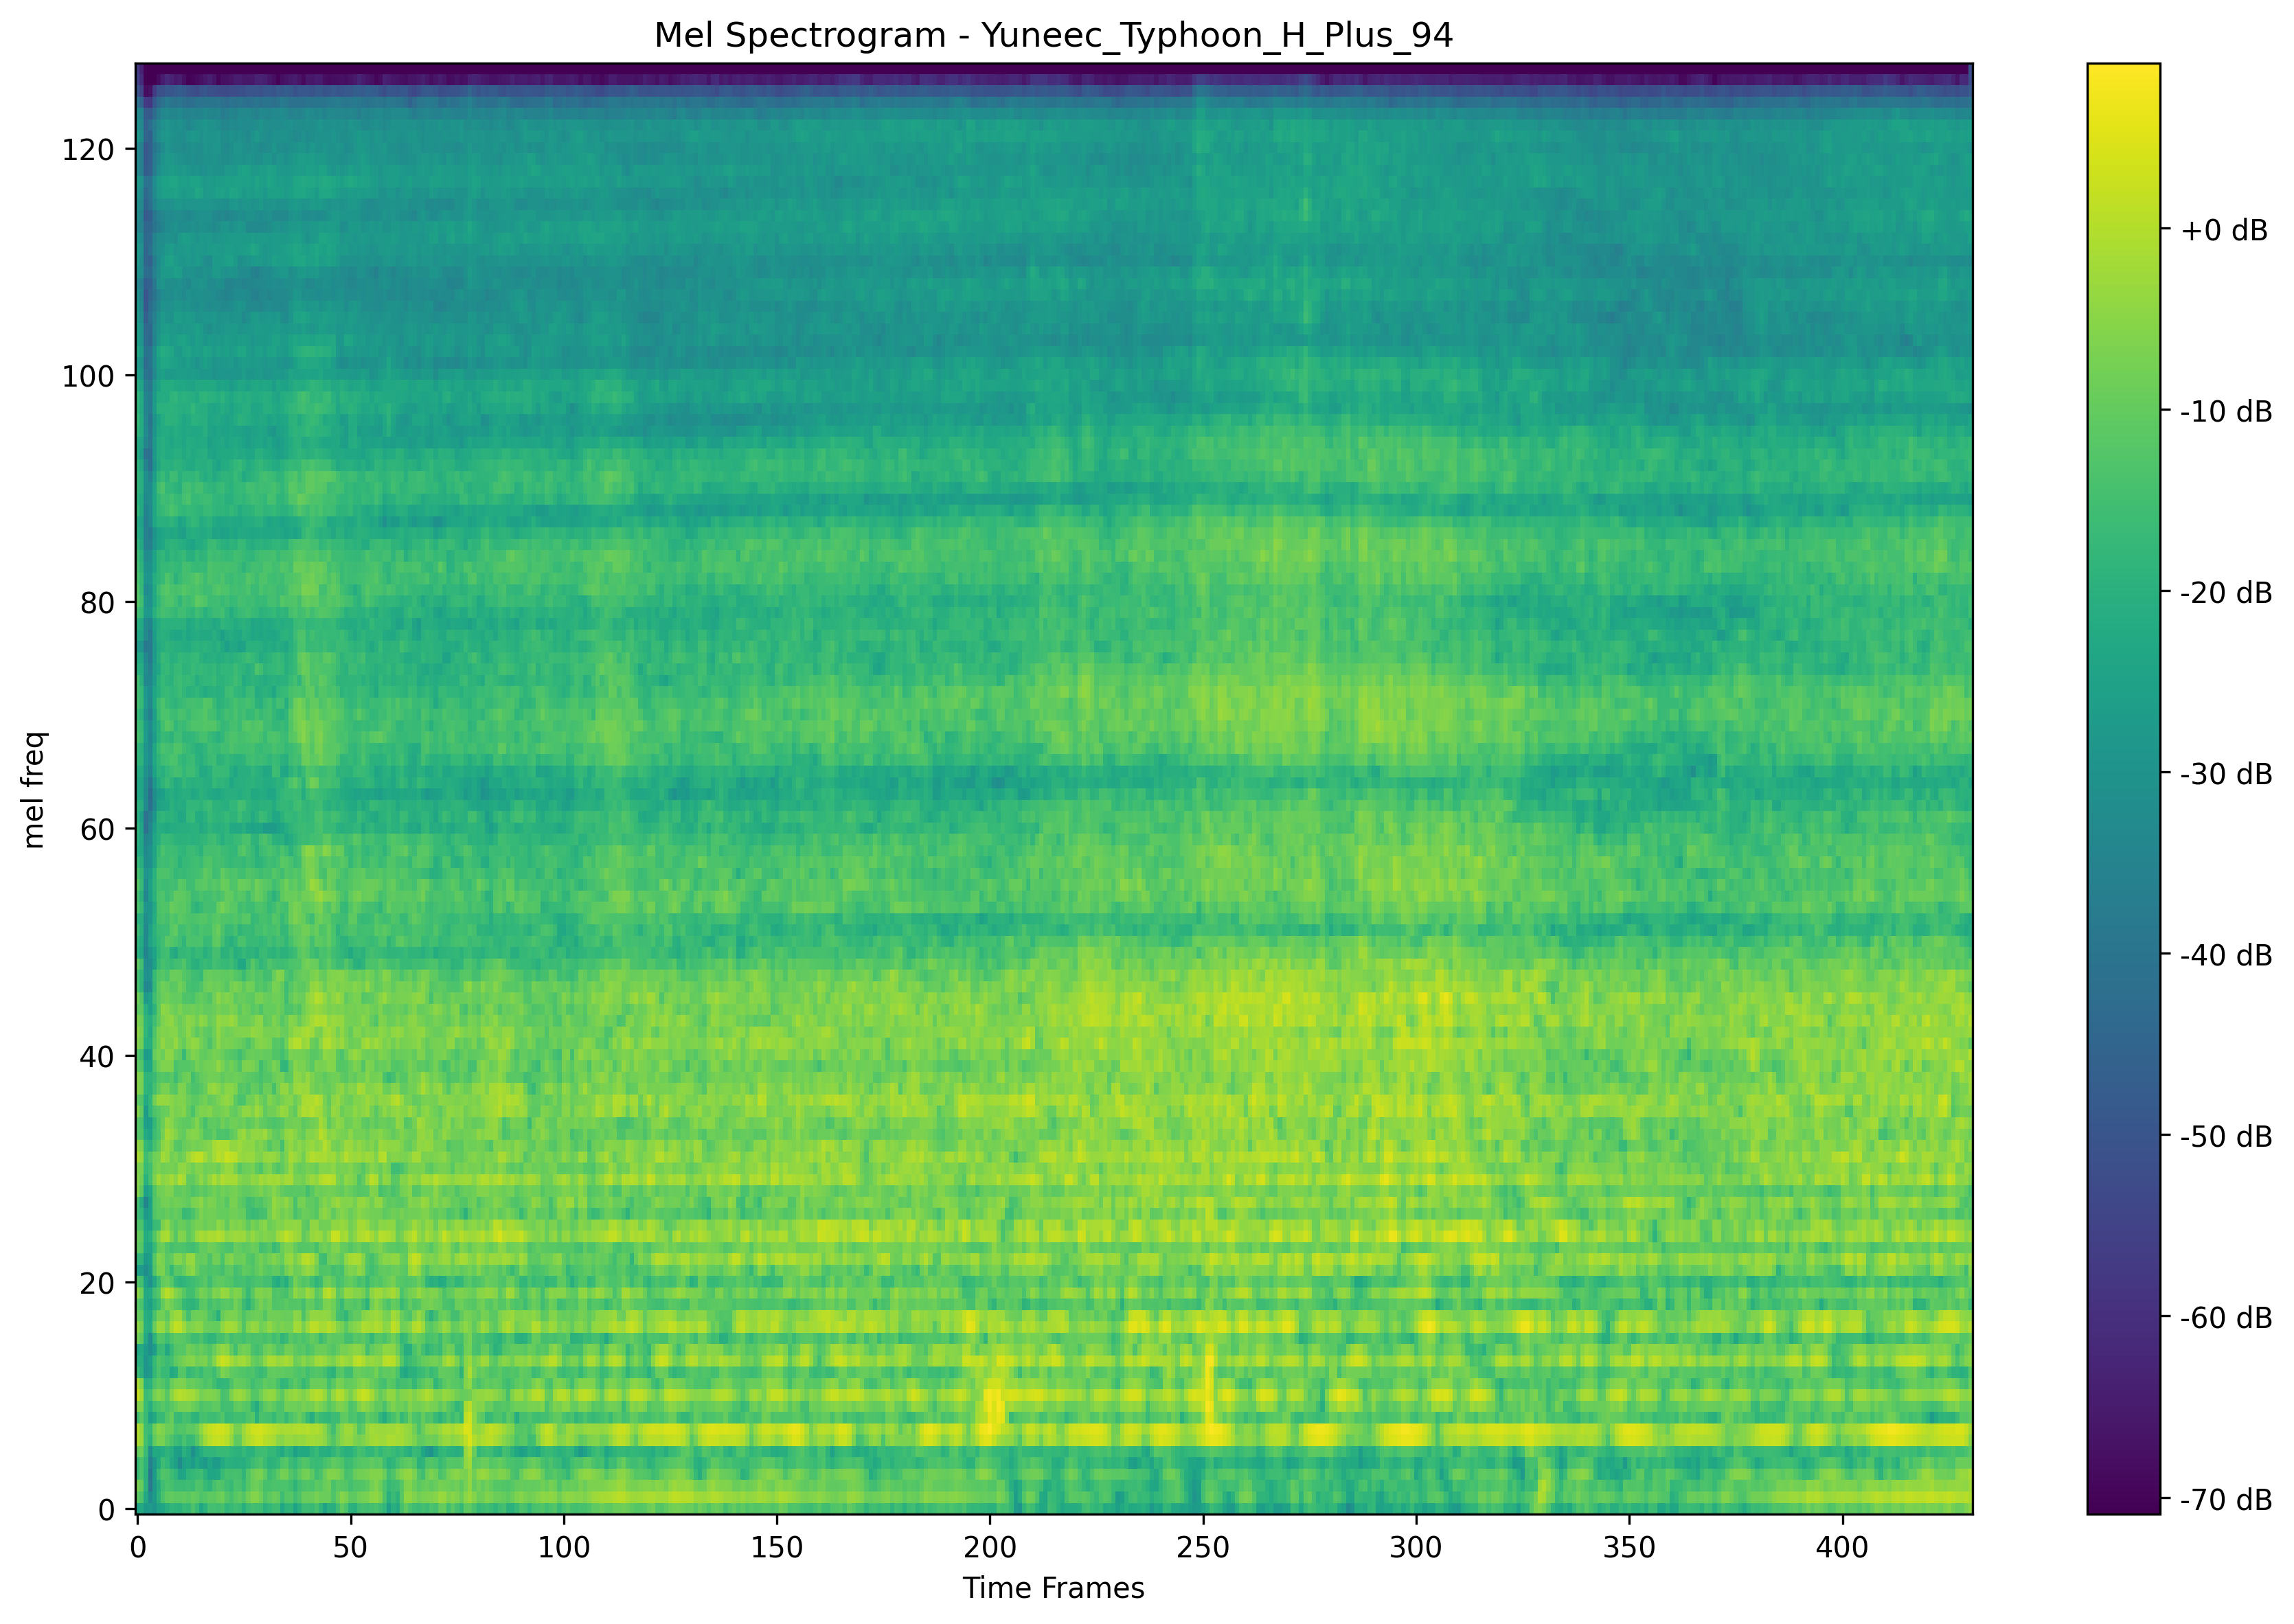 Mel Spectrogram - Yuneec_Typhoon_H_Plus_94
mel freq
120
100
80
60
40
20
0
0 50 100 150 200 250 300 350 400
Time Frames
+0 dB
-10 dB
-20 dB
-30 dB
-40 dB
-50 dB
-60 dB
-70 dB